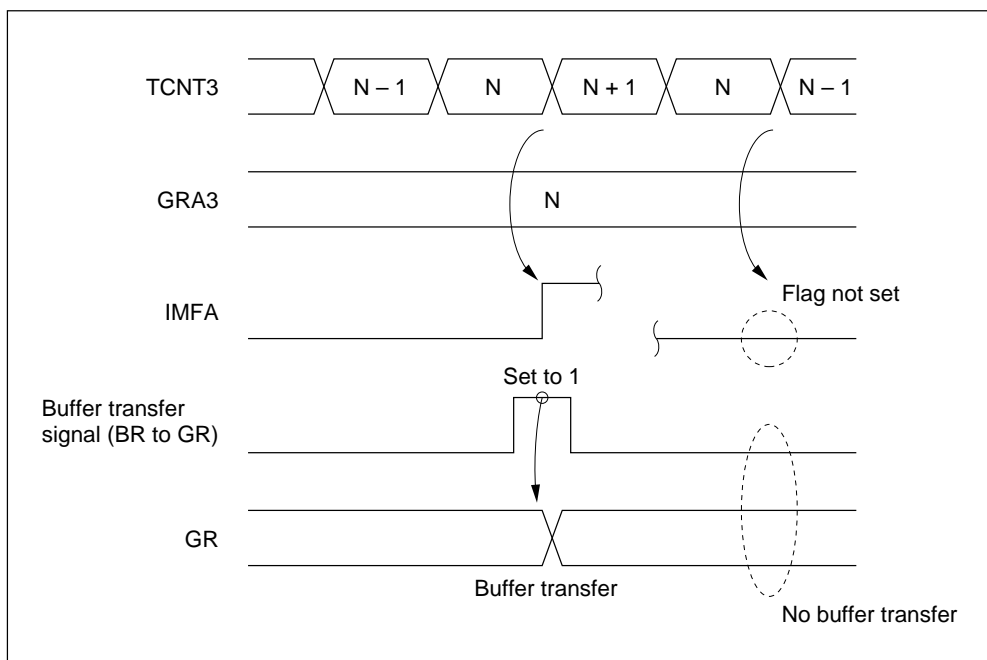 TCNT3
N – 1
N
N + 1
N
N – 1
GRA3
N
IMFA
Flag not set
Set to 1
Buffer transfer
signal (BR to GR)
GR
Buffer transfer
No buffer transfer